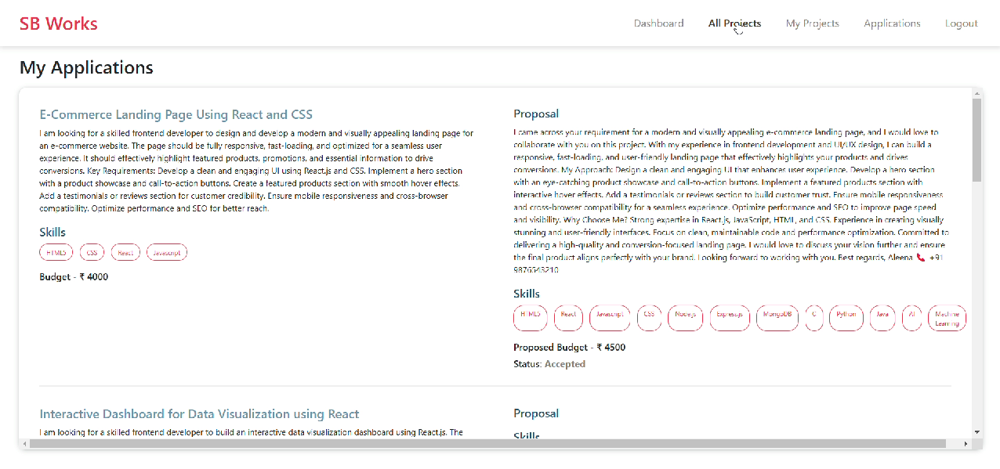 SB Works
Dashboard
All Projects
My Projects
Applications
Logout
My Applications
E-Commerce Landing Page Using React and CSS
I am looking for a skilled frontend developer to design and develop a modern and visually appealing landing page for
an e-commerce website. The page should be fully responsive, fast-loading, and optimized for a seamless user
experience. It should effectively highlight featured products, promotions, and essential information to drive
conversions. Key Requirements: Develop a clean and engaging UI using React.js and CSS. Implement a hero section
with a product showcase and call-to-action buttons. Create a featured products section with smooth hover effects.
Add a testimonials or reviews section for customer credibility. Ensure mobile responsiveness and cross-browser
compatibility. Optimize performance and SEO for better reach.
Skills
HTML5
CSS
React
Javascript
Budget - ₹ 4000
Proposal
I came across your requirement for a modern and visually appealing e-commerce landing page, and I would love to
collaborate with you on this project. With my experience in frontend development and UI/UX design, I can build a
responsive, fast-loading, and user-friendly landing page that effectively highlights your products and drives
conversions. My Approach: Design a clean and engaging UI that enhances user experience. Develop a hero section
with an eye-catching product showcase and call-to-action buttons. Implement a featured products section with
interactive hover effects. Add a testimonials or reviews section to build customer trust. Ensure mobile responsiveness
and cross-browser compatibility for a seamless experience. Optimize performance and SEO to improve page speed
and visibility. Why Choose Me? Strong expertise in React.js, JavaScript, HTML, and CSS. Experience in creating visually
stunning and user-friendly interfaces. Focus on clean, maintainable code and performance optimization. Committed to
delivering a high-quality and conversion-focused landing page. I would love to discuss your vision further and ensure
the final product aligns perfectly with your brand. Looking forward to working with you. Best regards, Aleena 📞 +91
9876543210
Skills
HTML5
React
Javascript
CSS
Node.js
Express.js
MongoDB
C
Python
Java
AI
Machine
Learning
Proposed Budget - ₹ 4500
Status: Accepted
Interactive Dashboard for Data Visualization using React
I am looking for a skilled frontend developer to build an interactive data visualization dashboard using React.js. The
Proposal
Skills